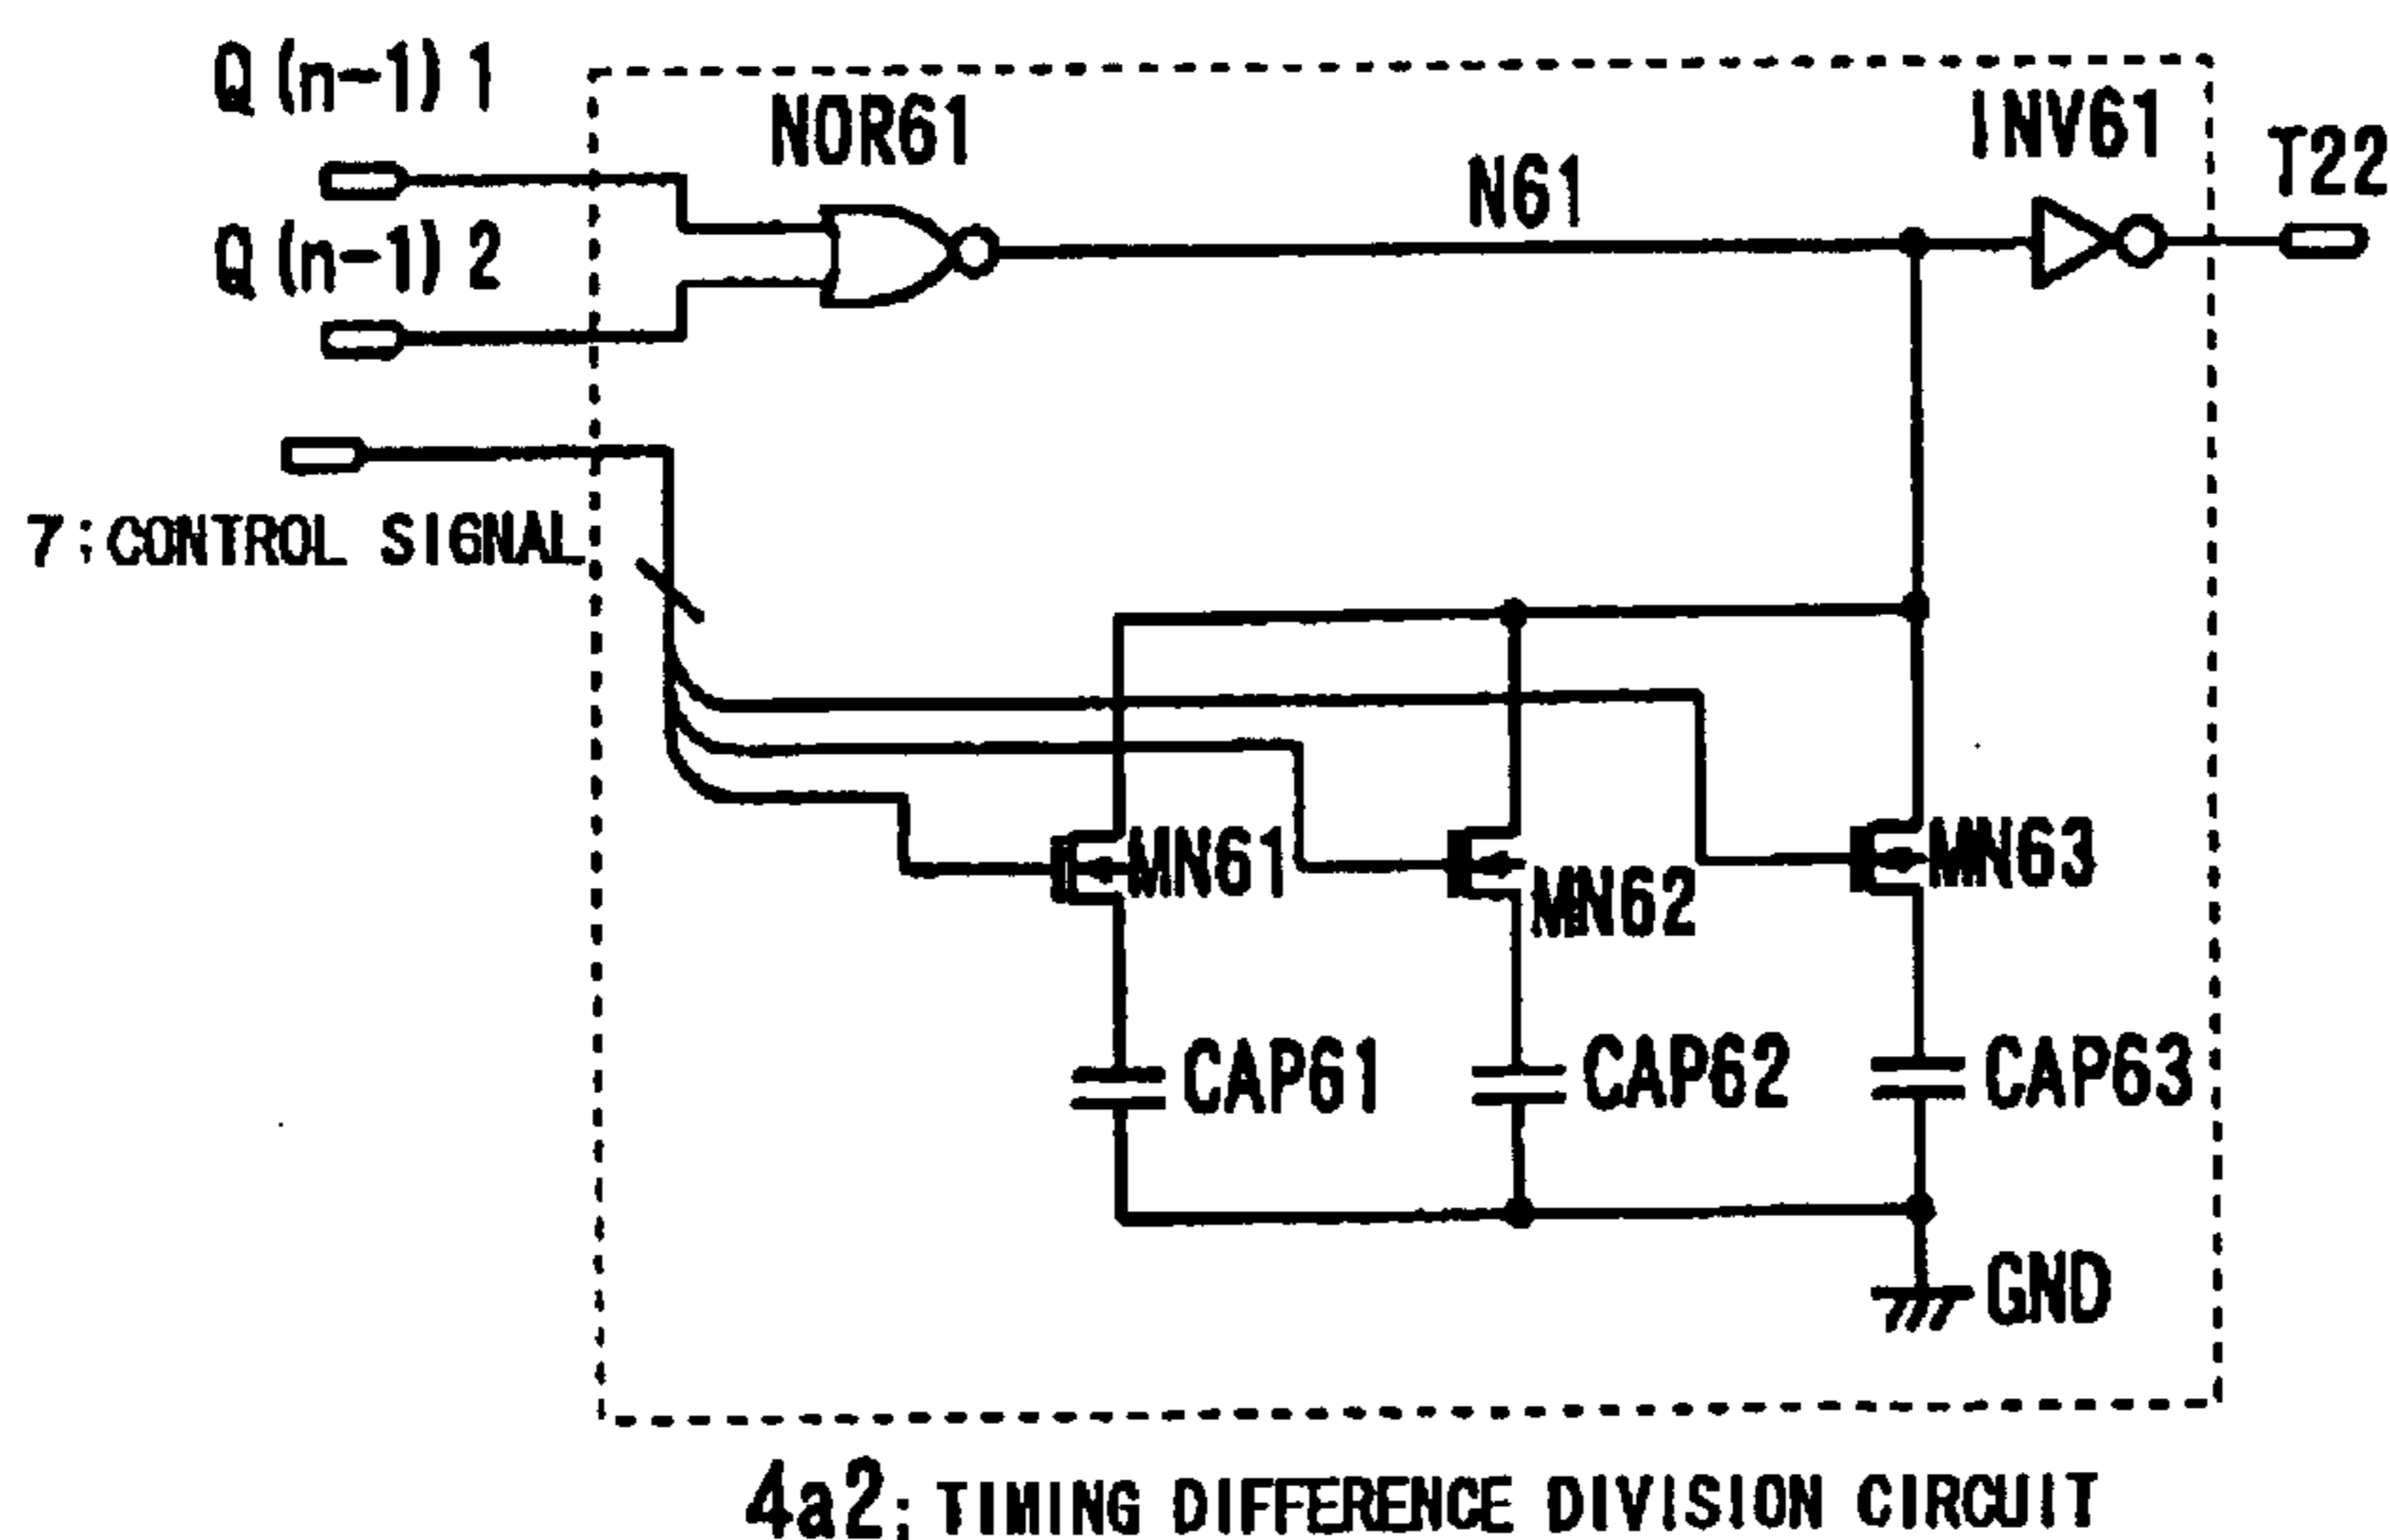 Q(n-1)1
NOR61
INV61
N61
T22
Q(n-1)2
7:CONTROL SIGNAL
MN61
MN62
MN63
CAP61
CAP62
CAP63
GND
4a2; TIMING DIFFERENCE DIVISION CIRCUIT